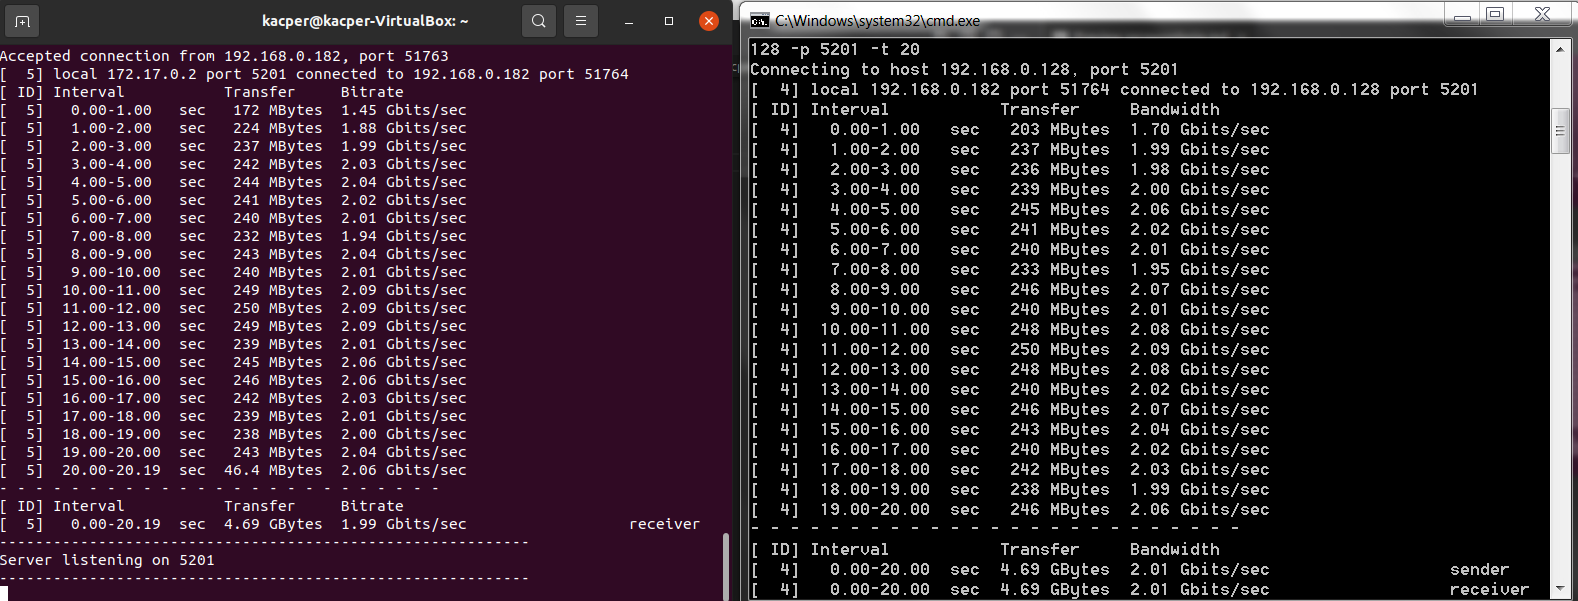 kacper@kacper-VirtualBox: ~
Accepted connection from 192.168.0.182, port 51763
[  5] local 172.17.0.2 port 5201 connected to 192.168.0.182 port 51764
[ ID] Interval           Transfer     Bitrate
[  5]   0.00-1.00   sec   172 MBytes  1.45 Gbits/sec
[  5]   1.00-2.00   sec   224 MBytes  1.88 Gbits/sec
[  5]   2.00-3.00   sec   237 MBytes  1.99 Gbits/sec
[  5]   3.00-4.00   sec   242 MBytes  2.03 Gbits/sec
[  5]   4.00-5.00   sec   244 MBytes  2.04 Gbits/sec
[  5]   5.00-6.00   sec   241 MBytes  2.02 Gbits/sec
[  5]   6.00-7.00   sec   240 MBytes  2.01 Gbits/sec
[  5]   7.00-8.00   sec   232 MBytes  1.94 Gbits/sec
[  5]   8.00-9.00   sec   243 MBytes  2.04 Gbits/sec
[  5]   9.00-10.00  sec   240 MBytes  2.01 Gbits/sec
[  5]  10.00-11.00  sec   249 MBytes  2.09 Gbits/sec
[  5]  11.00-12.00  sec   250 MBytes  2.09 Gbits/sec
[  5]  12.00-13.00  sec   249 MBytes  2.09 Gbits/sec
[  5]  13.00-14.00  sec   239 MBytes  2.01 Gbits/sec
[  5]  14.00-15.00  sec   245 MBytes  2.06 Gbits/sec
[  5]  15.00-16.00  sec   246 MBytes  2.06 Gbits/sec
[  5]  16.00-17.00  sec   242 MBytes  2.03 Gbits/sec
[  5]  17.00-18.00  sec   239 MBytes  2.01 Gbits/sec
[  5]  18.00-19.00  sec   238 MBytes  2.00 Gbits/sec
[  5]  19.00-20.00  sec   243 MBytes  2.04 Gbits/sec
[  5]  20.00-20.19  sec  46.4 MBytes  2.06 Gbits/sec
- - - - - - - - - - - - - - - - - - - - - - - - -
[ ID] Interval           Transfer     Bitrate
[  5]   0.00-20.19  sec  4.69 GBytes  1.99 Gbits/sec                  receiver
-----------------------------------------------------------
Server listening on 5201
-----------------------------------------------------------
C:\Windows\system32\cmd.exe
128 -p 5201 -t 20
Connecting to host 192.168.0.128, port 5201
[  4] local 192.168.0.182 port 51764 connected to 192.168.0.128 port 5201
[ ID] Interval           Transfer     Bandwidth
[  4]   0.00-1.00   sec   203 MBytes  1.70 Gbits/sec
[  4]   1.00-2.00   sec   237 MBytes  1.99 Gbits/sec
[  4]   2.00-3.00   sec   236 MBytes  1.98 Gbits/sec
[  4]   3.00-4.00   sec   239 MBytes  2.00 Gbits/sec
[  4]   4.00-5.00   sec   245 MBytes  2.06 Gbits/sec
[  4]   5.00-6.00   sec   241 MBytes  2.02 Gbits/sec
[  4]   6.00-7.00   sec   240 MBytes  2.01 Gbits/sec
[  4]   7.00-8.00   sec   233 MBytes  1.95 Gbits/sec
[  4]   8.00-9.00   sec   246 MBytes  2.07 Gbits/sec
[  4]   9.00-10.00  sec   240 MBytes  2.01 Gbits/sec
[  4]  10.00-11.00  sec   248 MBytes  2.08 Gbits/sec
[  4]  11.00-12.00  sec   250 MBytes  2.09 Gbits/sec
[  4]  12.00-13.00  sec   248 MBytes  2.08 Gbits/sec
[  4]  13.00-14.00  sec   240 MBytes  2.02 Gbits/sec
[  4]  14.00-15.00  sec   246 MBytes  2.07 Gbits/sec
[  4]  15.00-16.00  sec   243 MBytes  2.04 Gbits/sec
[  4]  16.00-17.00  sec   240 MBytes  2.02 Gbits/sec
[  4]  17.00-18.00  sec   242 MBytes  2.03 Gbits/sec
[  4]  18.00-19.00  sec   238 MBytes  1.99 Gbits/sec
[  4]  19.00-20.00  sec   246 MBytes  2.06 Gbits/sec
- - - - - - - - - - - - - - - - - - - - - - - - -
[ ID] Interval           Transfer     Bandwidth
[  4]   0.00-20.00  sec  4.69 GBytes  2.01 Gbits/sec                  sender
[  4]   0.00-20.00  sec  4.69 GBytes  2.01 Gbits/sec                  receiver